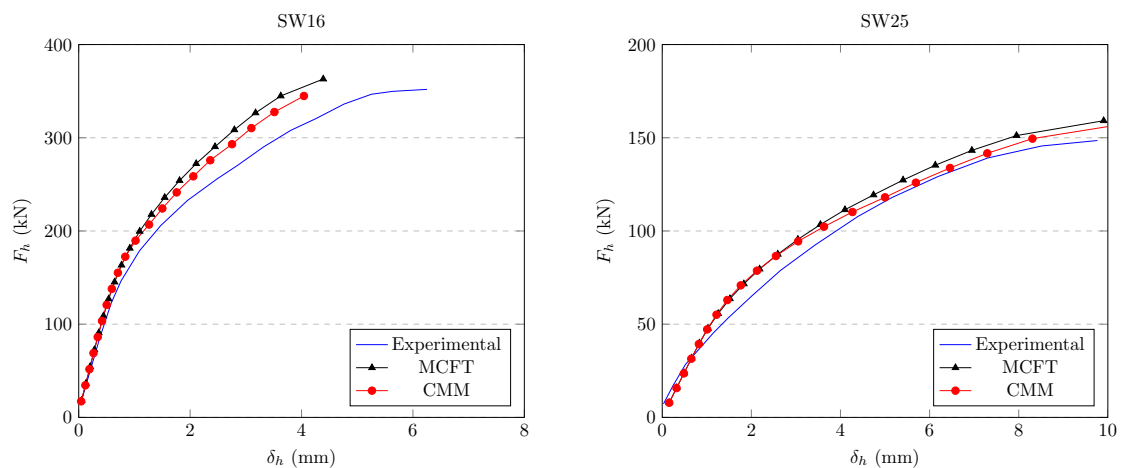 SW16
400
300
200
100
0
F_h (kN)
0 2 4 6 8
δ_h (mm)
Experimental
MCFT
CMM
SW25
200
150
100
50
0
F_h (kN)
0 2 4 6 8 10
δ_h (mm)
Experimental
MCFT
CMM